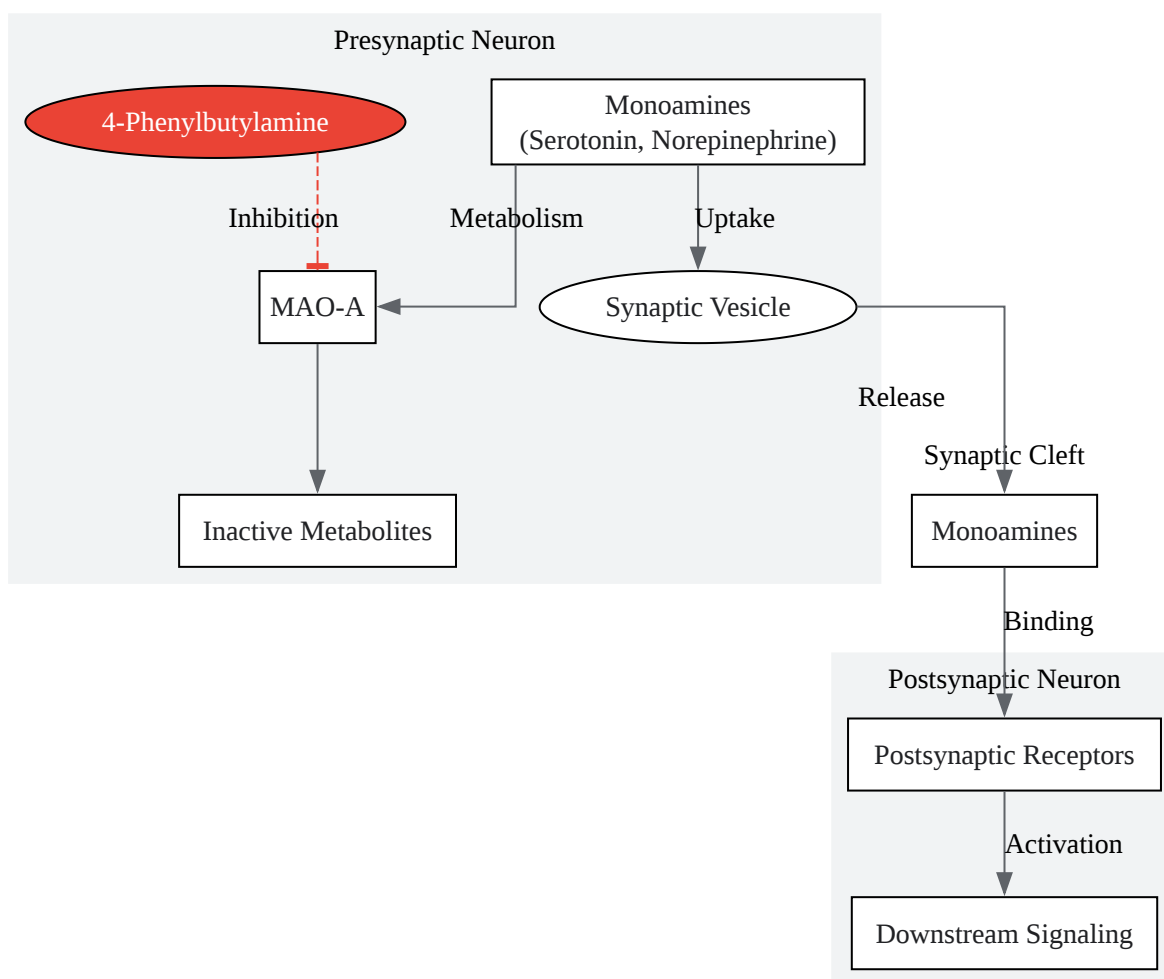 Presynaptic Neuron
4-Phenylbutylamine
Monoamines
(Serotonin, Norepinephrine)
Inhibition
Metabolism
Uptake
MAO-A
Synaptic Vesicle
Release
Synaptic Cleft
Inactive Metabolites
Monoamines
Binding
Postsynaptic Neuron
Postsynaptic Receptors
Activation
Downstream Signaling